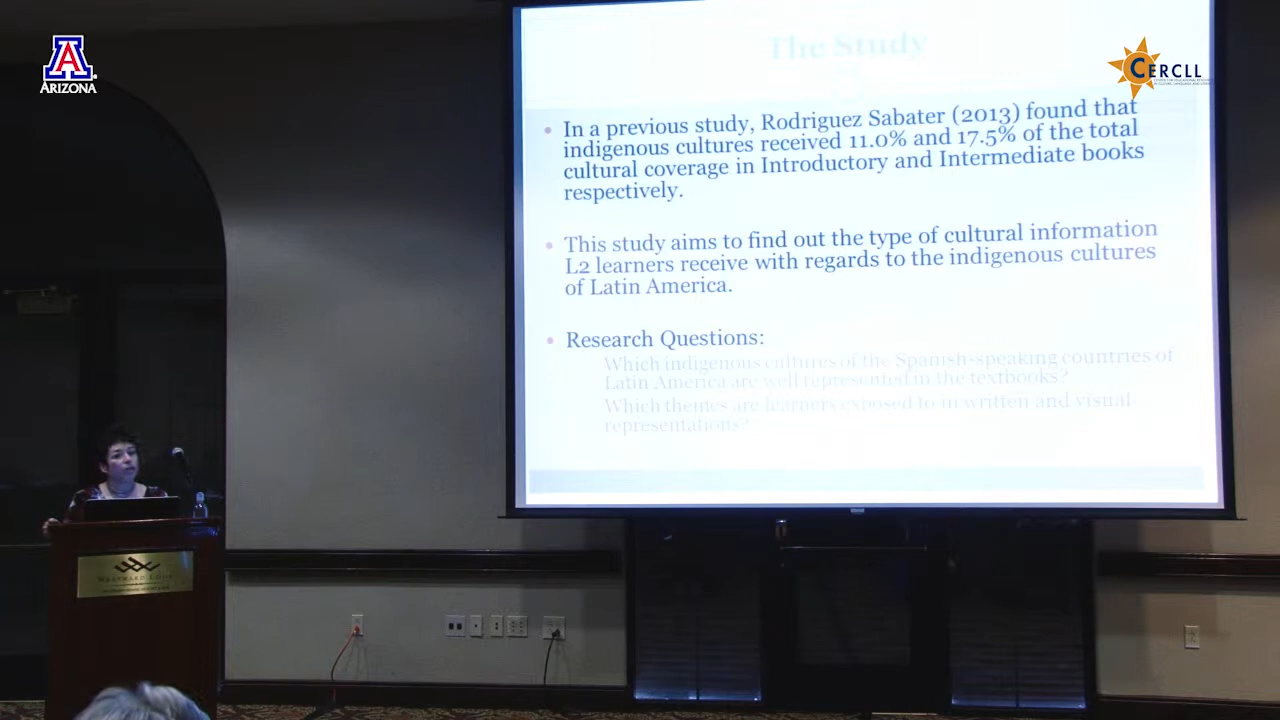 A
ARIZONA
CERCLL
The Study
In a previous study, Rodriguez Sabater (2013) found that
indigenous cultures received 11.0% and 17.5% of the total
cultural coverage in Introductory and Intermediate books
respectively.
This study aims to find out the type of cultural information
L2 learners receive with regards to the indigenous cultures
of Latin America.
Research Questions:
Which indigenous cultures of the Spanish-speaking countries of
Latin America are well represented in the textbooks?
Which themes are learners exposed to in written and visual
representations?
Westward Look